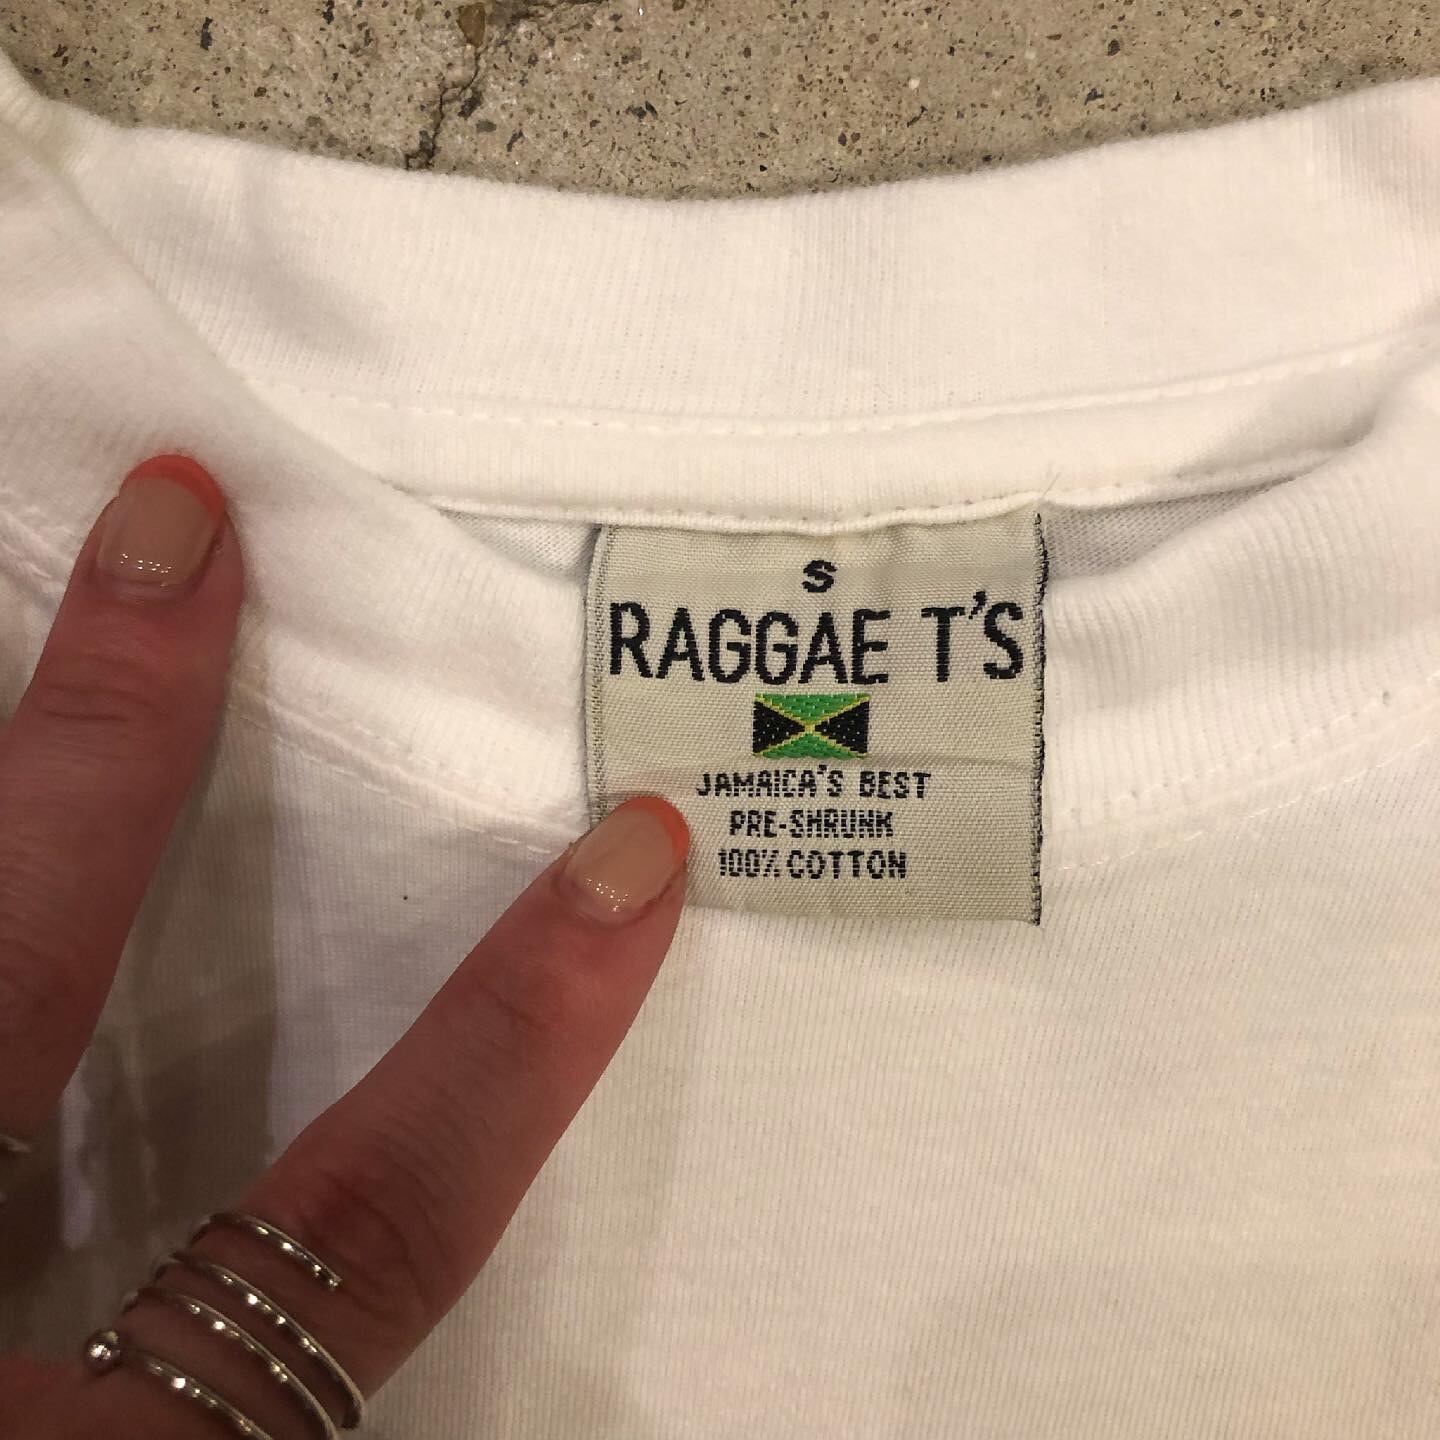 S
RAGGAE T'S
JAMAICA'S BEST
PRE-SHRUNK
100% COTTON